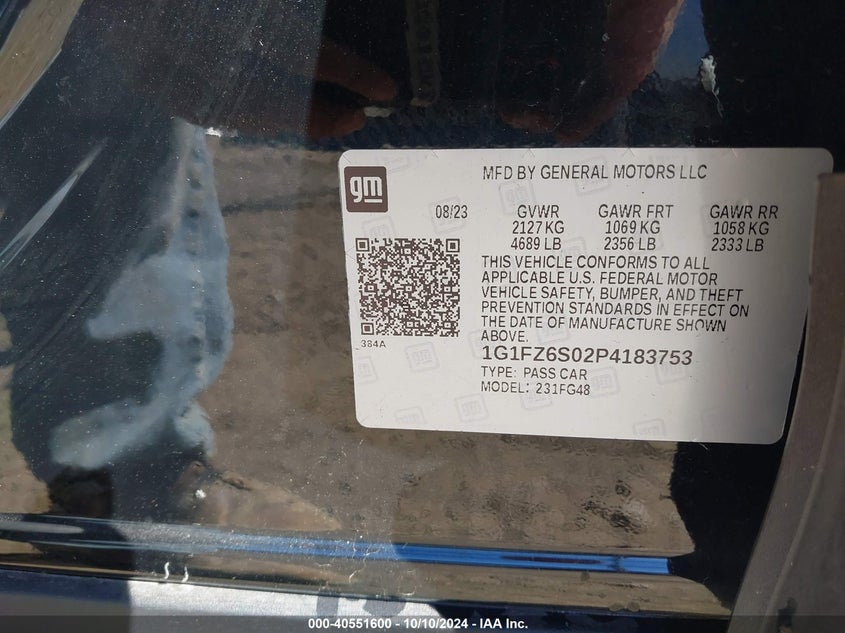 gm
MFD BY GENERAL MOTORS LLC
08/23
GVWR GAWR FRT GAWR RR
2127 KG 1069 KG 1058 KG
4689 LB 2356 LB 2333 LB
THIS VEHICLE CONFORMS TO ALL
APPLICABLE U.S. FEDERAL MOTOR
VEHICLE SAFETY, BUMPER, AND THEFT
PREVENTION STANDARDS IN EFFECT ON
THE DATE OF MANUFACTURE SHOWN
ABOVE.
384A
1G1FZ6S02P4183753
TYPE: PASS CAR
MODEL: 231FG48
000-40551600 - 10/10/2024 - IAA Inc.